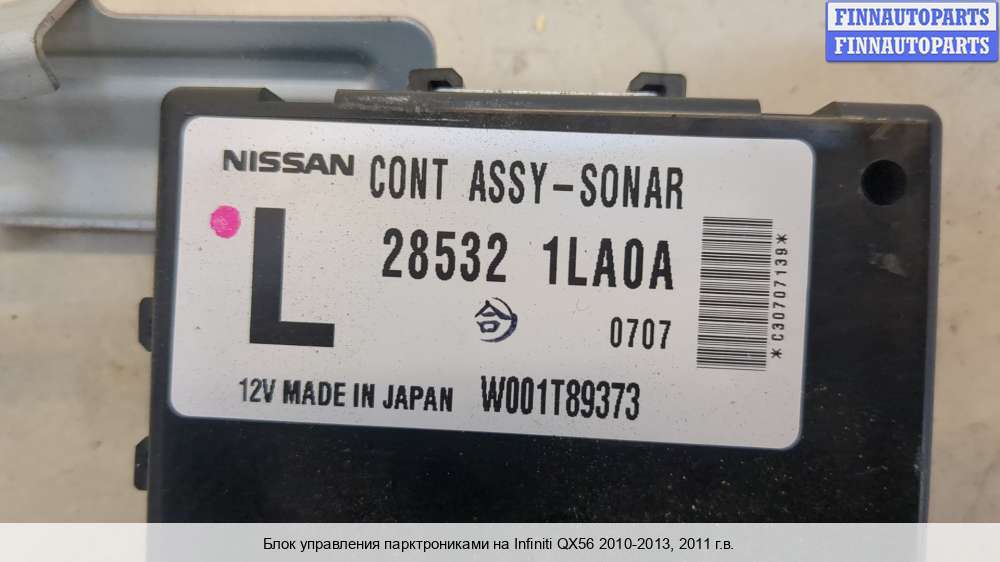 FINNAUTOPARTS
FINNAUTOPARTS
NISSAN CONT ASSY-SONAR
L
28532 1LA0A
合
0707
*C30707139*
12V MADE IN JAPAN W001T89373
Блок управления парктрониками на Infiniti QX56 2010-2013, 2011 г.в.